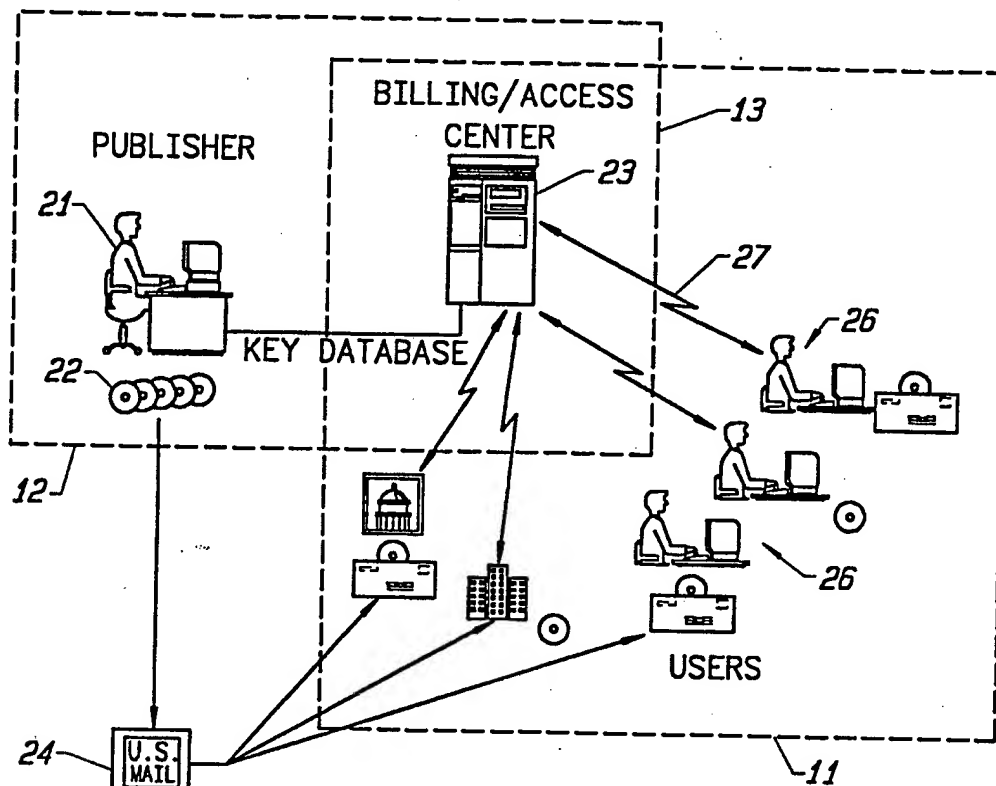 BILLING/ACCESS
CENTER
13
PUBLISHER
23
21
27
KEY DATABASE
26
22
12
26
USERS
24
U.S.
MAIL
11